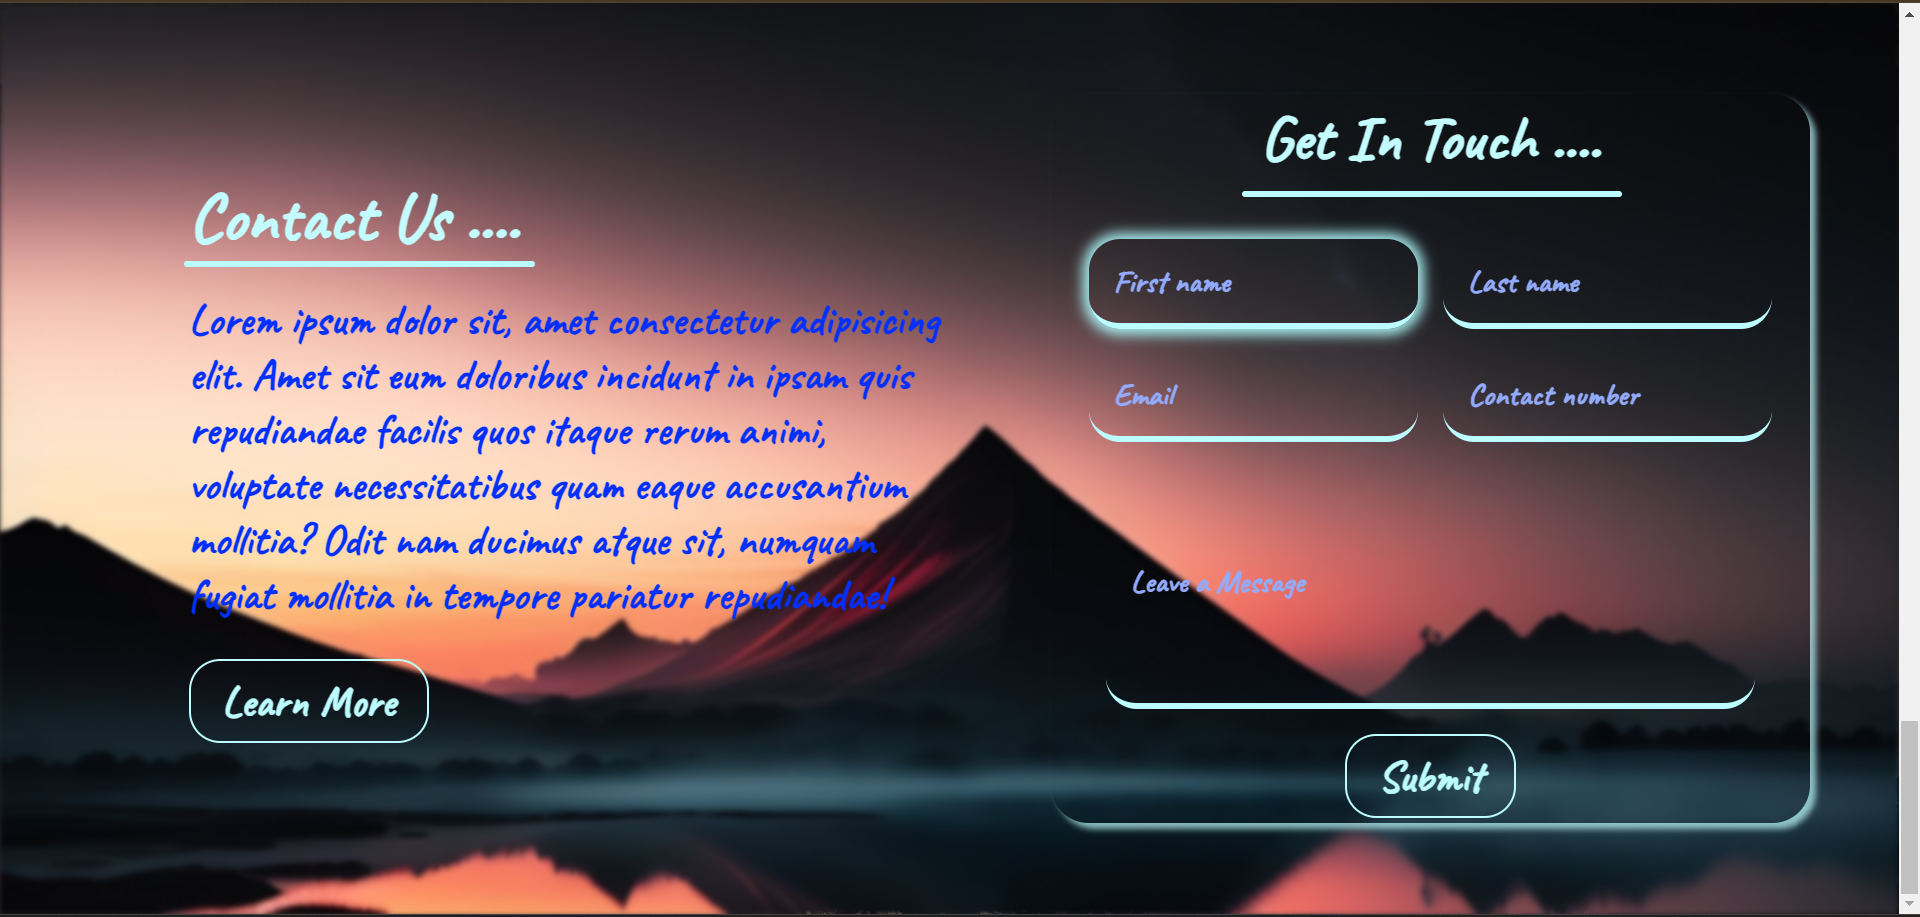 Contact Us ....
Lorem ipsum dolor sit, amet consectetur adipisicing
elit. Amet sit eum doloribus incidunt in ipsam quis
repudiandae facilis quos itaque rerum animi,
voluptate necessitatibus quam eaque accusantium
mollitia? Odit nam ducimus atque sit, numquam
fugiat mollitia in tempore pariatur repudiandae!
Learn More
Get In Touch ....
First name
Last name
Email
Contact number
Leave a Message
Submit